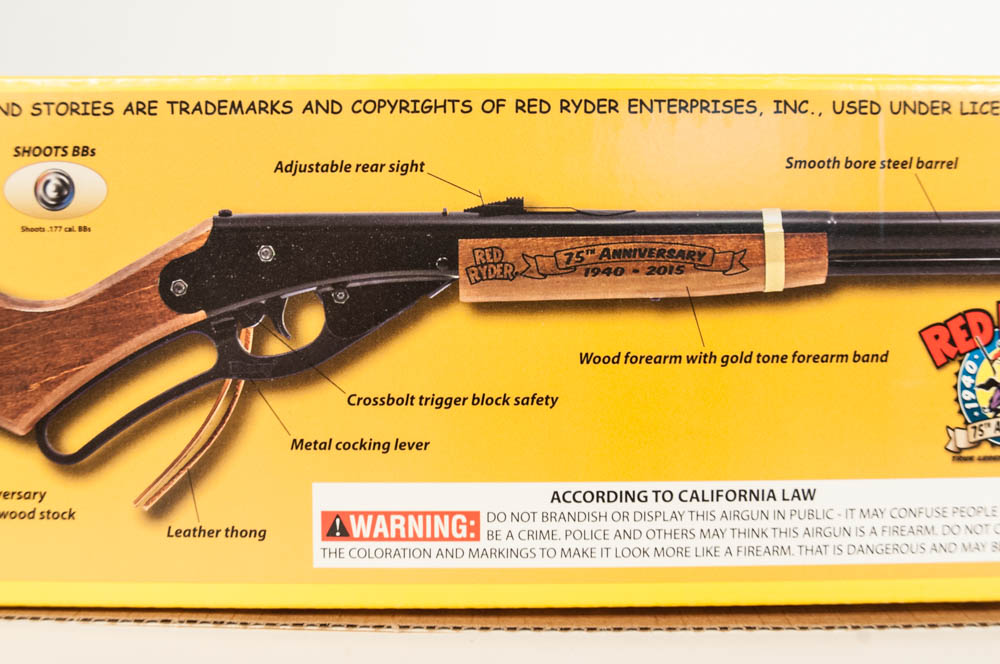 ND STORIES ARE TRADEMARKS AND COPYRIGHTS OF RED RYDER ENTERPRISES, INC., USED UNDER LICE
SHOOTS BBs
Shoots .177 cal. BBs
Adjustable rear sight
Smooth bore steel barrel
RED RYDER
75TH ANNIVERSARY
1940 - 2015
Wood forearm with gold tone forearm band
Crossbolt trigger block safety
Metal cocking lever
Leather thong
versary
wood stock
RED
1940
75TH A
ACCORDING TO CALIFORNIA LAW
WARNING: DO NOT BRANDISH OR DISPLAY THIS AIRGUN IN PUBLIC - IT MAY CONFUSE PEOPLE
BE A CRIME. POLICE AND OTHERS MAY THINK THIS AIRGUN IS A FIREARM. DO NOT
THE COLORATION AND MARKINGS TO MAKE IT LOOK MORE LIKE A FIREARM. THAT IS DANGEROUS AND MAY B